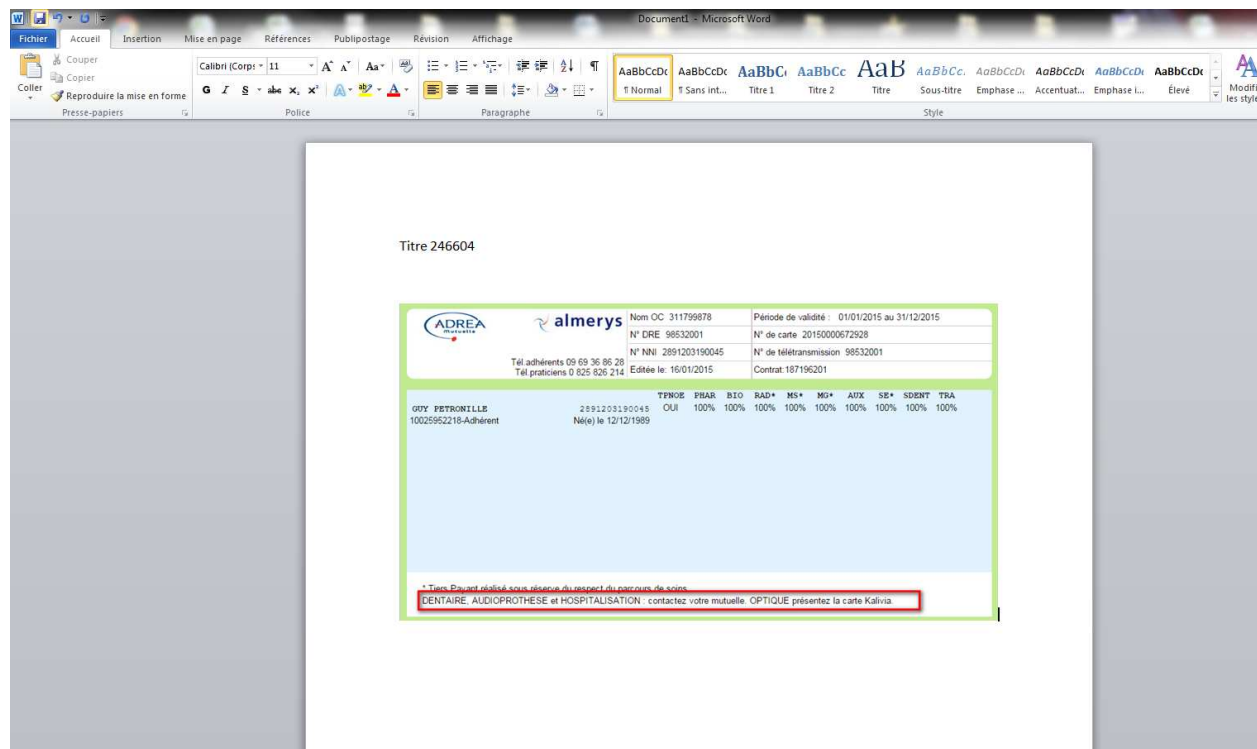 Document1 - Microsoft Word
Fichier Accueil Insertion Mise en page Références Publipostage Révision Affichage
Couper
Copier
Coller
Reproduire la mise en forme
Presse-papiers
Calibri (Corps 11
G I S abc x, x²
Police
Paragraphe
AaBbCcDc AaBbCcDc AaBbC AaBbCc AaB AaBbCc. AaBbCcDc AaBbCcDc AaBbCcDc AaBbCcDc
¶ Normal ¶ Sans int... Titre 1 Titre 2 Titre Sous-titre Emphase ... Accentuat... Emphase i... Élevé
Modifi
les style
Style
Titre 246604
ADREA
mutuelle
almerys
Tél.adhérents 09 69 36 86 28
Tél.praticiens 0 825 826 214
Nom OC 311799878 Période de validité : 01/01/2015 au 31/12/2015
N° DRE 98532001 N° de carte 20150000672928
N° NNI 2891203190045 N° de télétransmission 98532001
Editée le: 16/01/2015 Contrat:187196201
TPNOE PHAR BIO RAD* MS* MG* AUX SE* SDENT TRA
GUY PETRONILLE 2891203190045 OUI 100% 100% 100% 100% 100% 100% 100% 100% 100%
10025952218-Adhérent Né(e) le 12/12/1989
* Tiers Payant réalisé sous réserve du respect du parcours de soins
DENTAIRE, AUDIOPROTHESE et HOSPITALISATION : contactez votre mutuelle. OPTIQUE présentez la carte Kalivia.